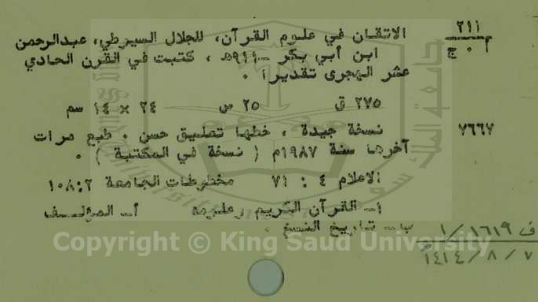 ٢١١
أ . ج
الاتقان في علوم القرآن، للجلال السيوطي، عبدالرحمن
ابن أبي بكر -٩١١هـ ، كتبت في القرن الحادي
عشر الهجرى تقديرا .
٢٧٥ ق ٢٥ س ٢٤ × ١٤ سم
٧٦٦٧
نسخة جيدة ، خطها تعليق حسن . طبع مرات
آخرها سنة ١٩٨٧م ( نسخة في المكتبة ) .
الاعلام ٤ : ٧١ مخطوطات الجامعة ٢:١٠٨
١ـ القرآن الكريم وعلومه أ ـ المؤلف
ب ـ تاريخ النسخ .
ف ١٦١٩ / ١
٧ / ٨ / ١٤١٤
Copyright © King Saud University